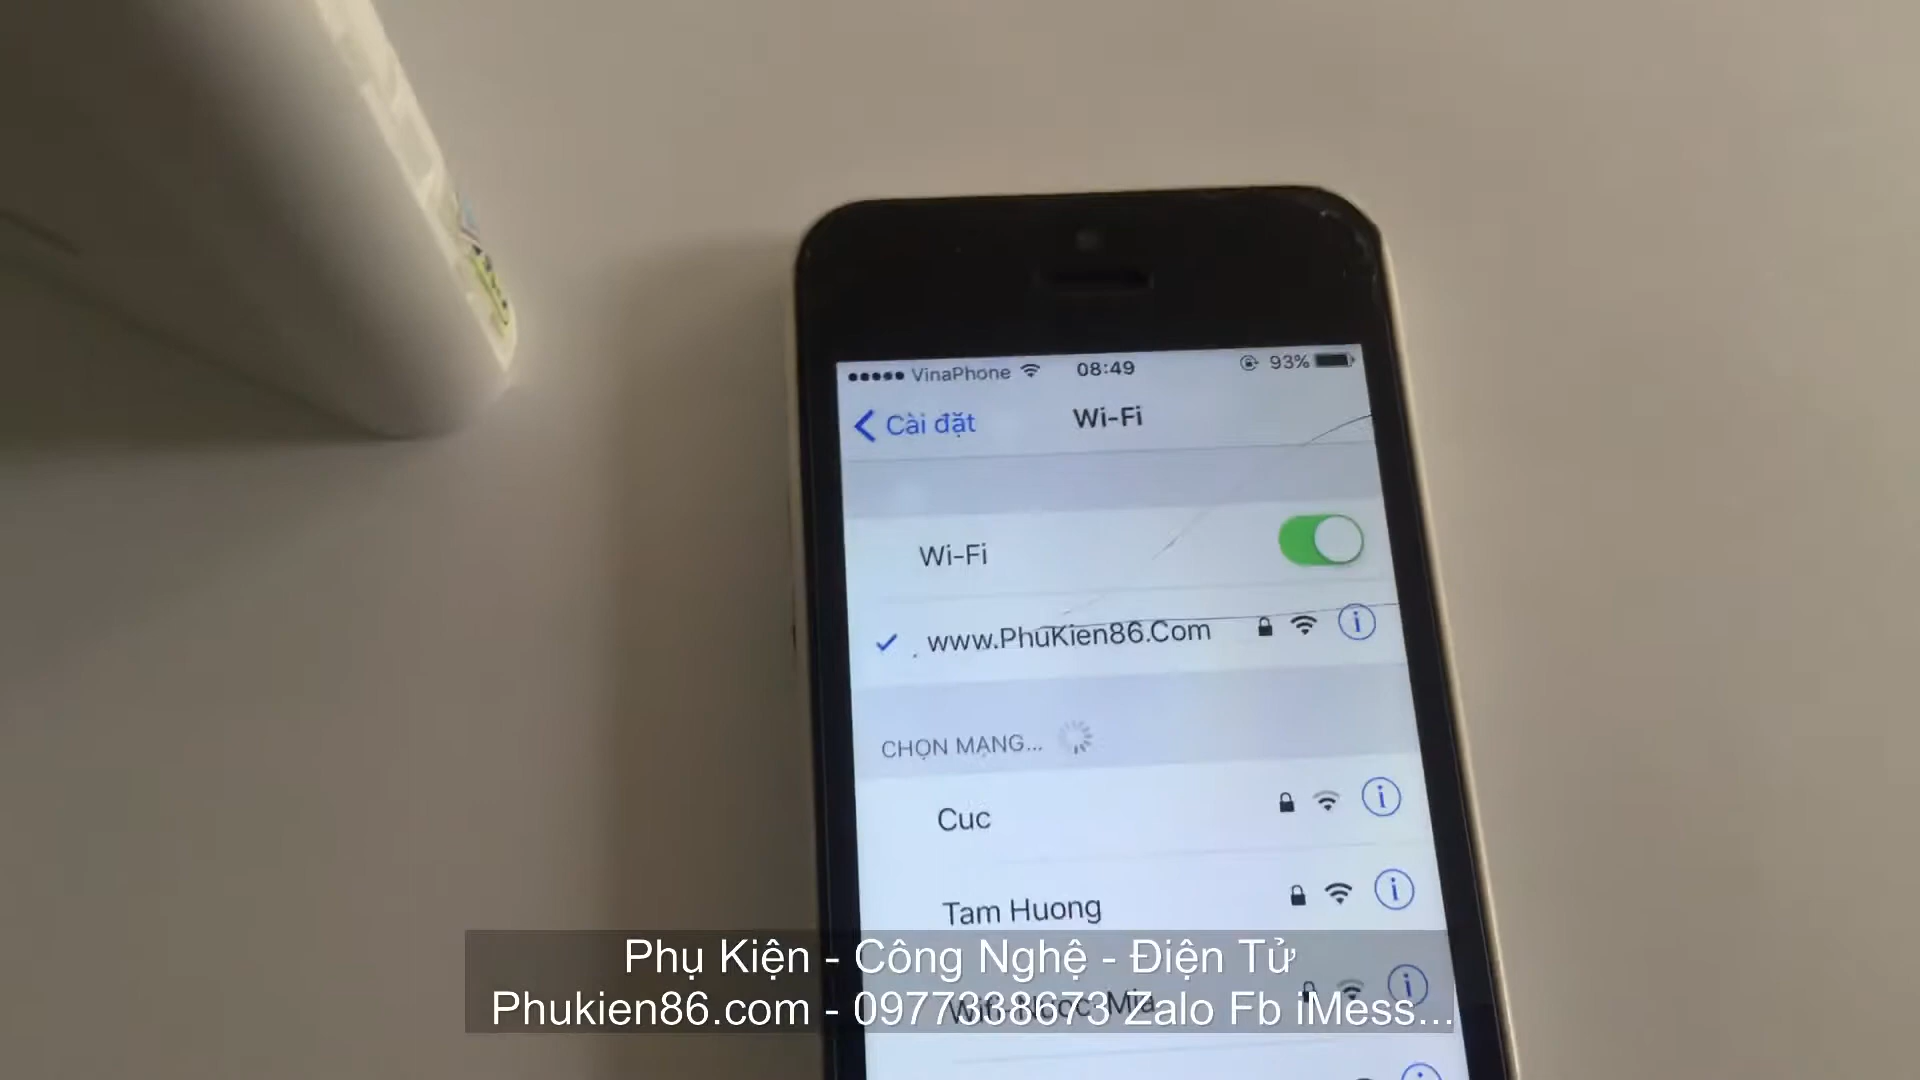 VinaPhone 08:49 93%
Cài đặt Wi-Fi
Wi-Fi
www.PhuKien86.Com
CHỌN MẠNG...
Cuc
Tam Huong
Phụ Kiện - Công Nghệ - Điện Tử
Phukien86.com - 0977338673 Zalo Fb iMess...